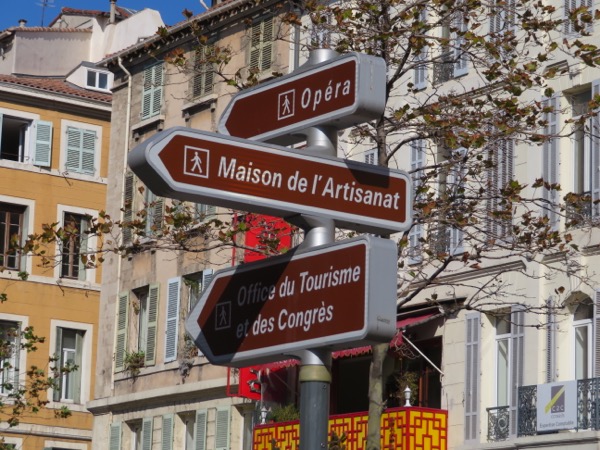 Opéra
Maison de l'Artisanat
Office du Tourisme
et des Congrès